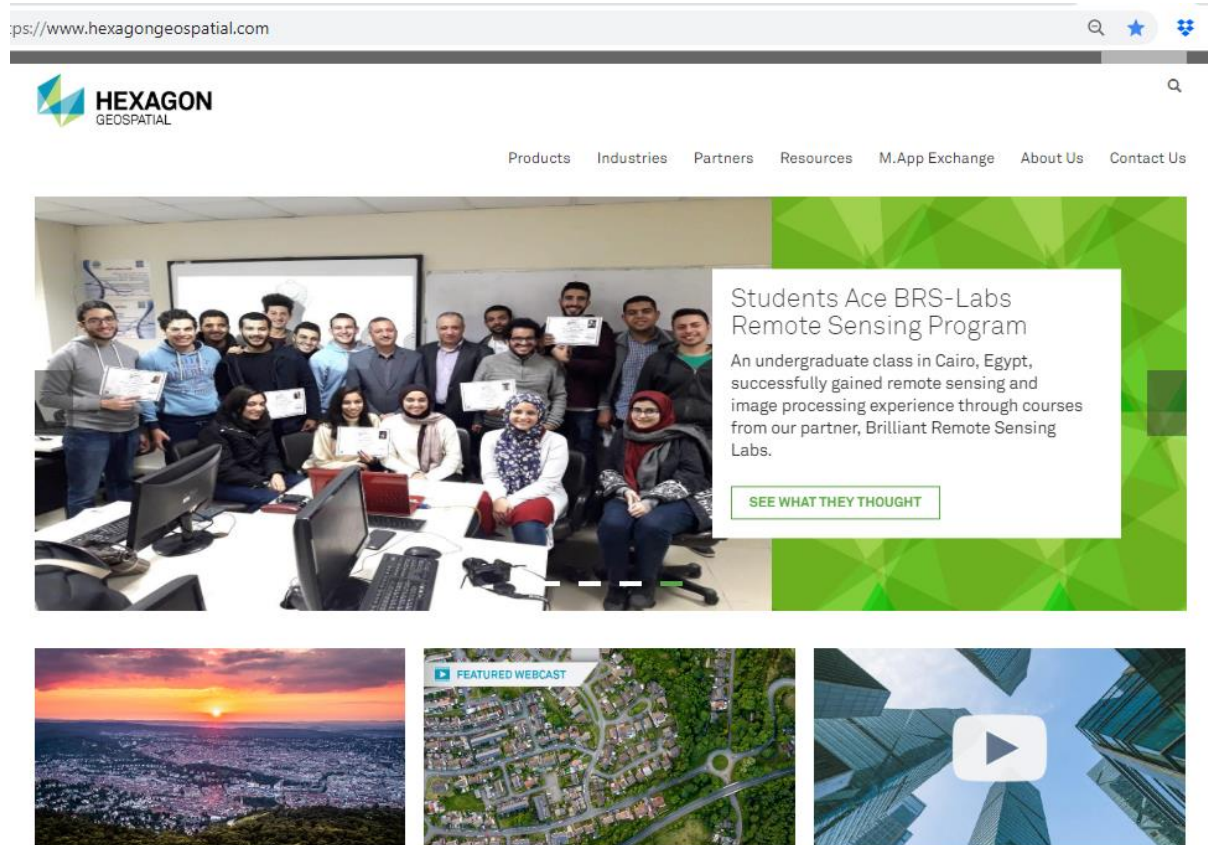 tps://www.hexagongeospatial.com
HEXAGON
GEOSPATIAL
Products Industries Partners Resources M.App Exchange About Us Contact Us
Students Ace BRS-Labs
Remote Sensing Program
An undergraduate class in Cairo, Egypt,
successfully gained remote sensing and
image processing experience through courses
from our partner, Brilliant Remote Sensing
Labs.
SEE WHAT THEY THOUGHT
FEATURED WEBCAST